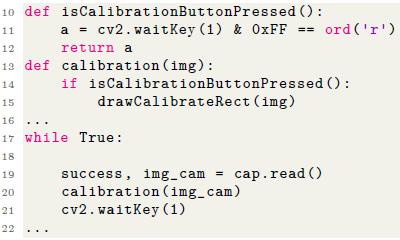 10 def isCalibrationButtonPressed():
11     a = cv2.waitKey(1) & 0xFF == ord('r')
12     return a
13 def calibration(img):
14     if isCalibrationButtonPressed():
15         drawCalibrateRect(img)
16 ...
17 while True:
18
19     success, img_cam = cap.read()
20     calibration(img_cam)
21     cv2.waitKey(1)
22 ...